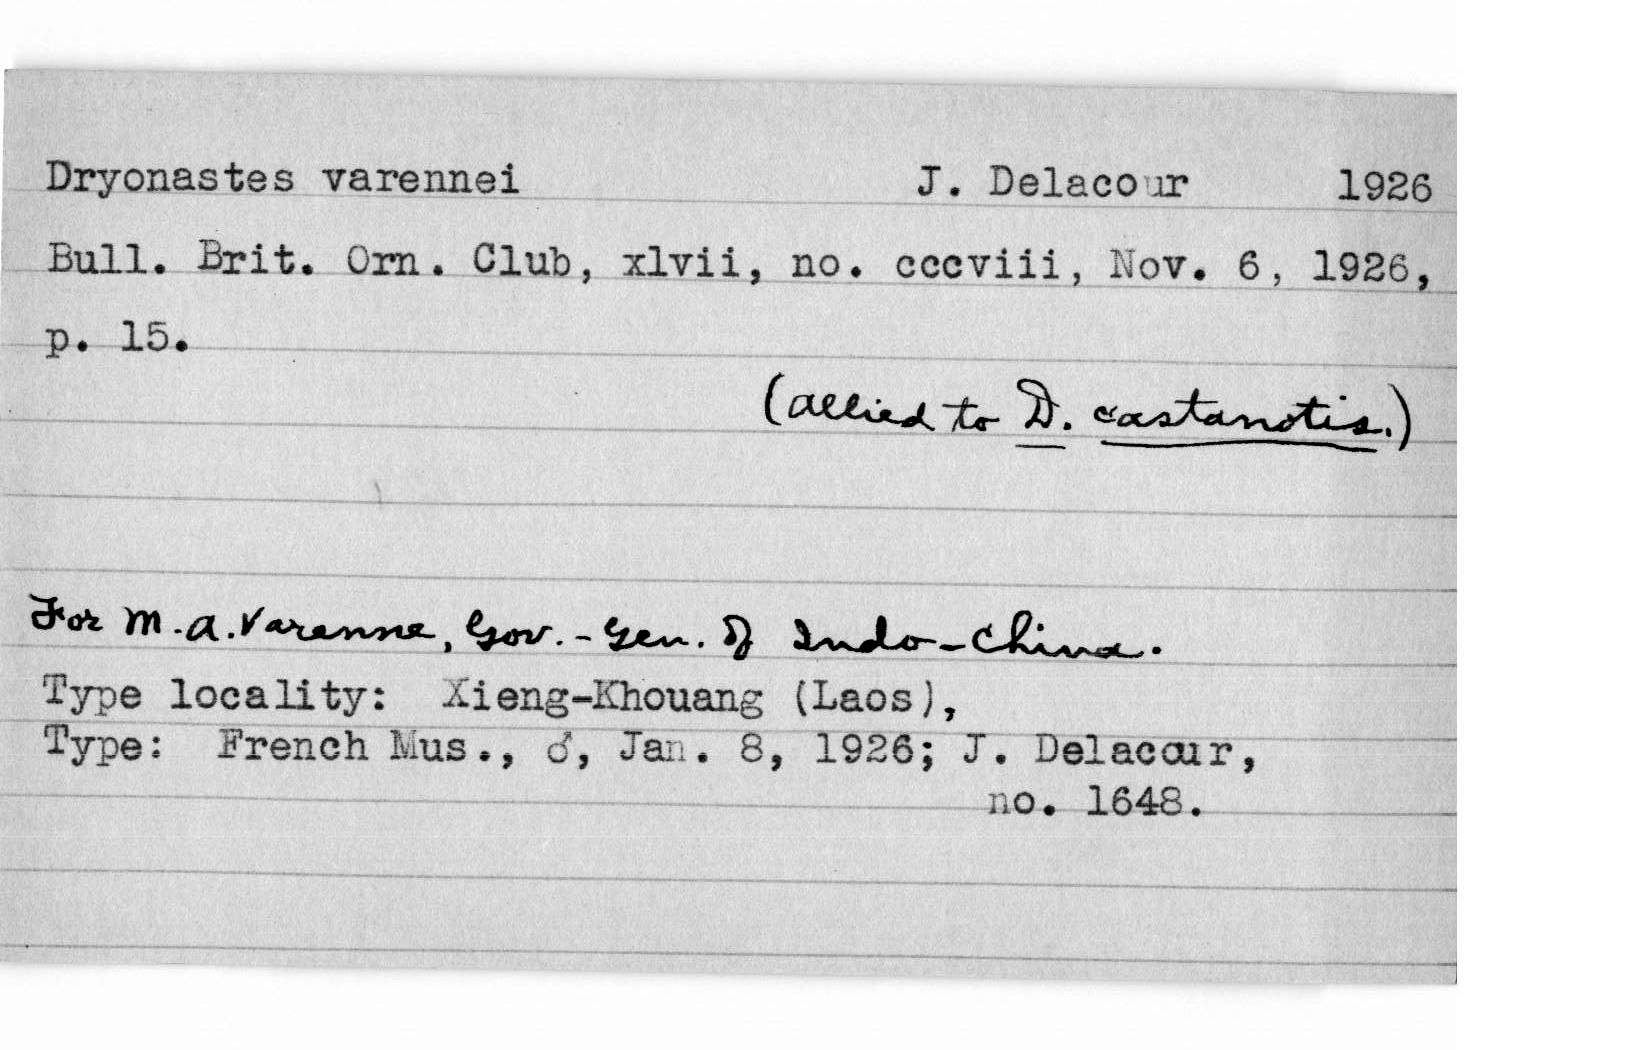 Dryonastes varennei J. Delacour 1926
Bull. Brit. Orn. Club, xlvii, no. cccviii, Nov. 6, 1926,
p. 15.
(allied to D. castanotis.)
For M. A. Varenne, Gov.-Gen. of Indo-China.
Type locality: Xieng-Khouang (Laos),
Type: French Mus., ♂, Jan. 8, 1926; J. Delacour,
no. 1648.